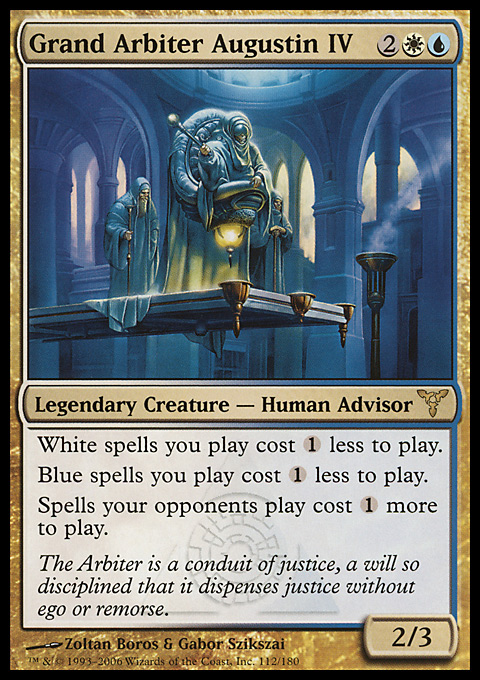 Grand Arbiter Augustin IV 2
Legendary Creature — Human Advisor
White spells you play cost 1 less to play.
Blue spells you play cost 1 less to play.
Spells your opponents play cost 1 more
to play.
The Arbiter is a conduit of justice, a will so
disciplined that it dispenses justice without
ego or remorse.
Zoltan Boros & Gabor Szikszai
2/3
™ & © 1993–2006 Wizards of the Coast, Inc. 112/180